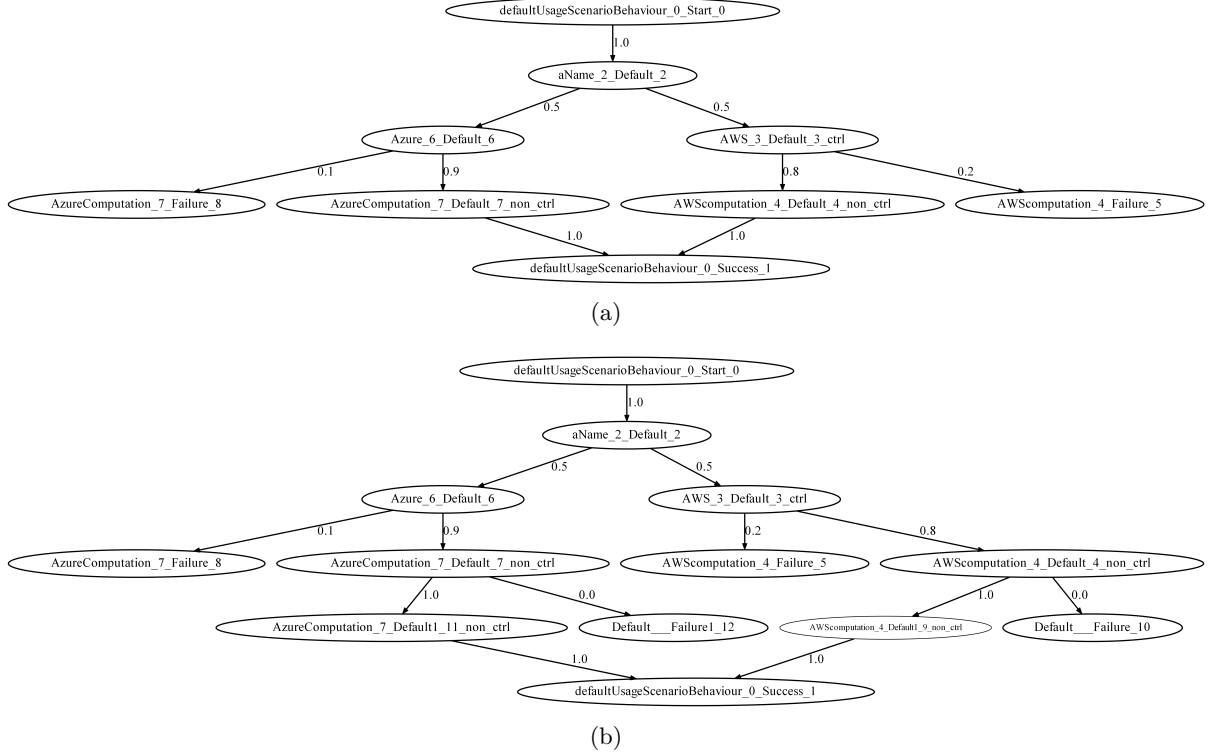 defaultUsageScenarioBehaviour_0_Start_0
1.0
aName_2_Default_2
0.5 0.5
Azure_6_Default_6 AWS_3_Default_3_ctrl
0.1 0.9 0.8 0.2
AzureComputation_7_Failure_8 AzureComputation_7_Default_7_non_ctrl AWScomputation_4_Default_4_non_ctrl AWScomputation_4_Failure_5
1.0 1.0
defaultUsageScenarioBehaviour_0_Success_1
(a)
defaultUsageScenarioBehaviour_0_Start_0
1.0
aName_2_Default_2
0.5 0.5
Azure_6_Default_6 AWS_3_Default_3_ctrl
0.1 0.9 0.2 0.8
AzureComputation_7_Failure_8 AzureComputation_7_Default_7_non_ctrl AWScomputation_4_Failure_5 AWScomputation_4_Default_4_non_ctrl
1.0 0.0 1.0 0.0
AzureComputation_7_Default1_11_non_ctrl Default___Failure1_12 AWScomputation_4_Default1_9_non_ctrl Default___Failure_10
1.0 1.0
defaultUsageScenarioBehaviour_0_Success_1
(b)